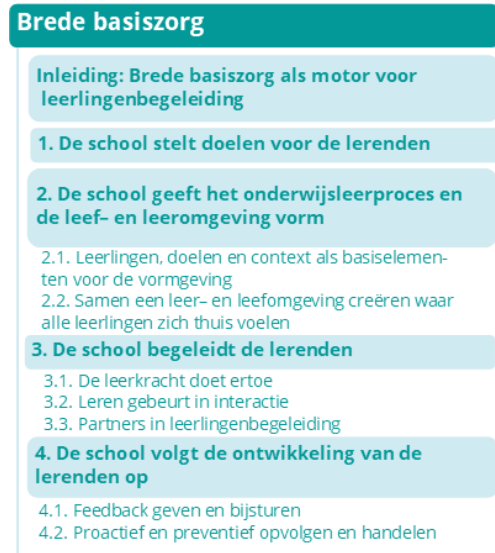 Brede basiszorg
Inleiding: Brede basiszorg als motor voor
leerlingenbegeleiding
1. De school stelt doelen voor de lerenden
2. De school geeft het onderwijsleerproces en
de leef– en leeromgeving vorm
2.1. Leerlingen, doelen en context als basiselemen-
ten voor de vormgeving
2.2. Samen een leer– en leefomgeving creëren waar
alle leerlingen zich thuis voelen
3. De school begeleidt de lerenden
3.1. De leerkracht doet ertoe
3.2. Leren gebeurt in interactie
3.3. Partners in leerlingenbegeleiding
4. De school volgt de ontwikkeling van de
lerenden op
4.1. Feedback geven en bijsturen
4.2. Proactief en preventief opvolgen en handelen